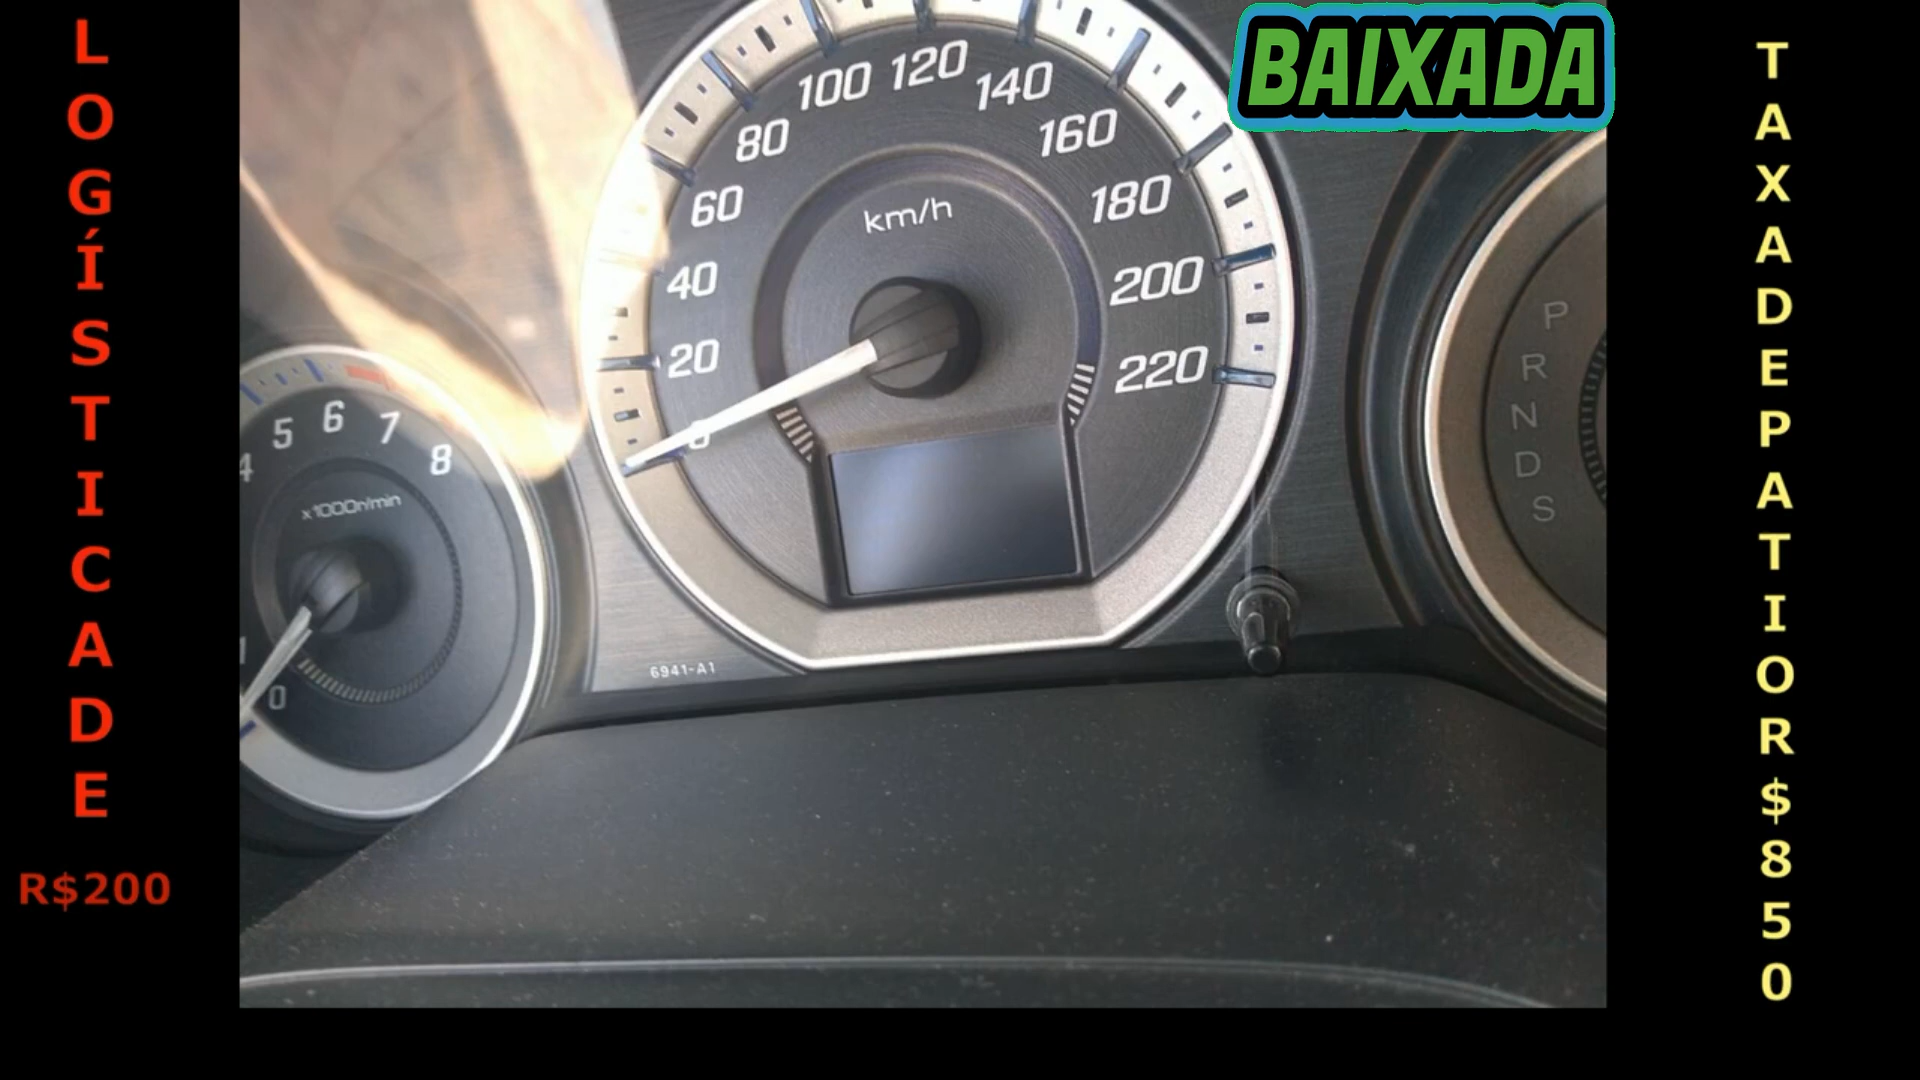 LOGÍSTICA DE
R$200
BAIXADA
TAXA DE PATIO R$850
100 120
140
80
160
60
180
km/h
40
200
20
220
0
4 5 6 7 8
x1000r/min
1
0
P
R
N
D
S
6941-A1